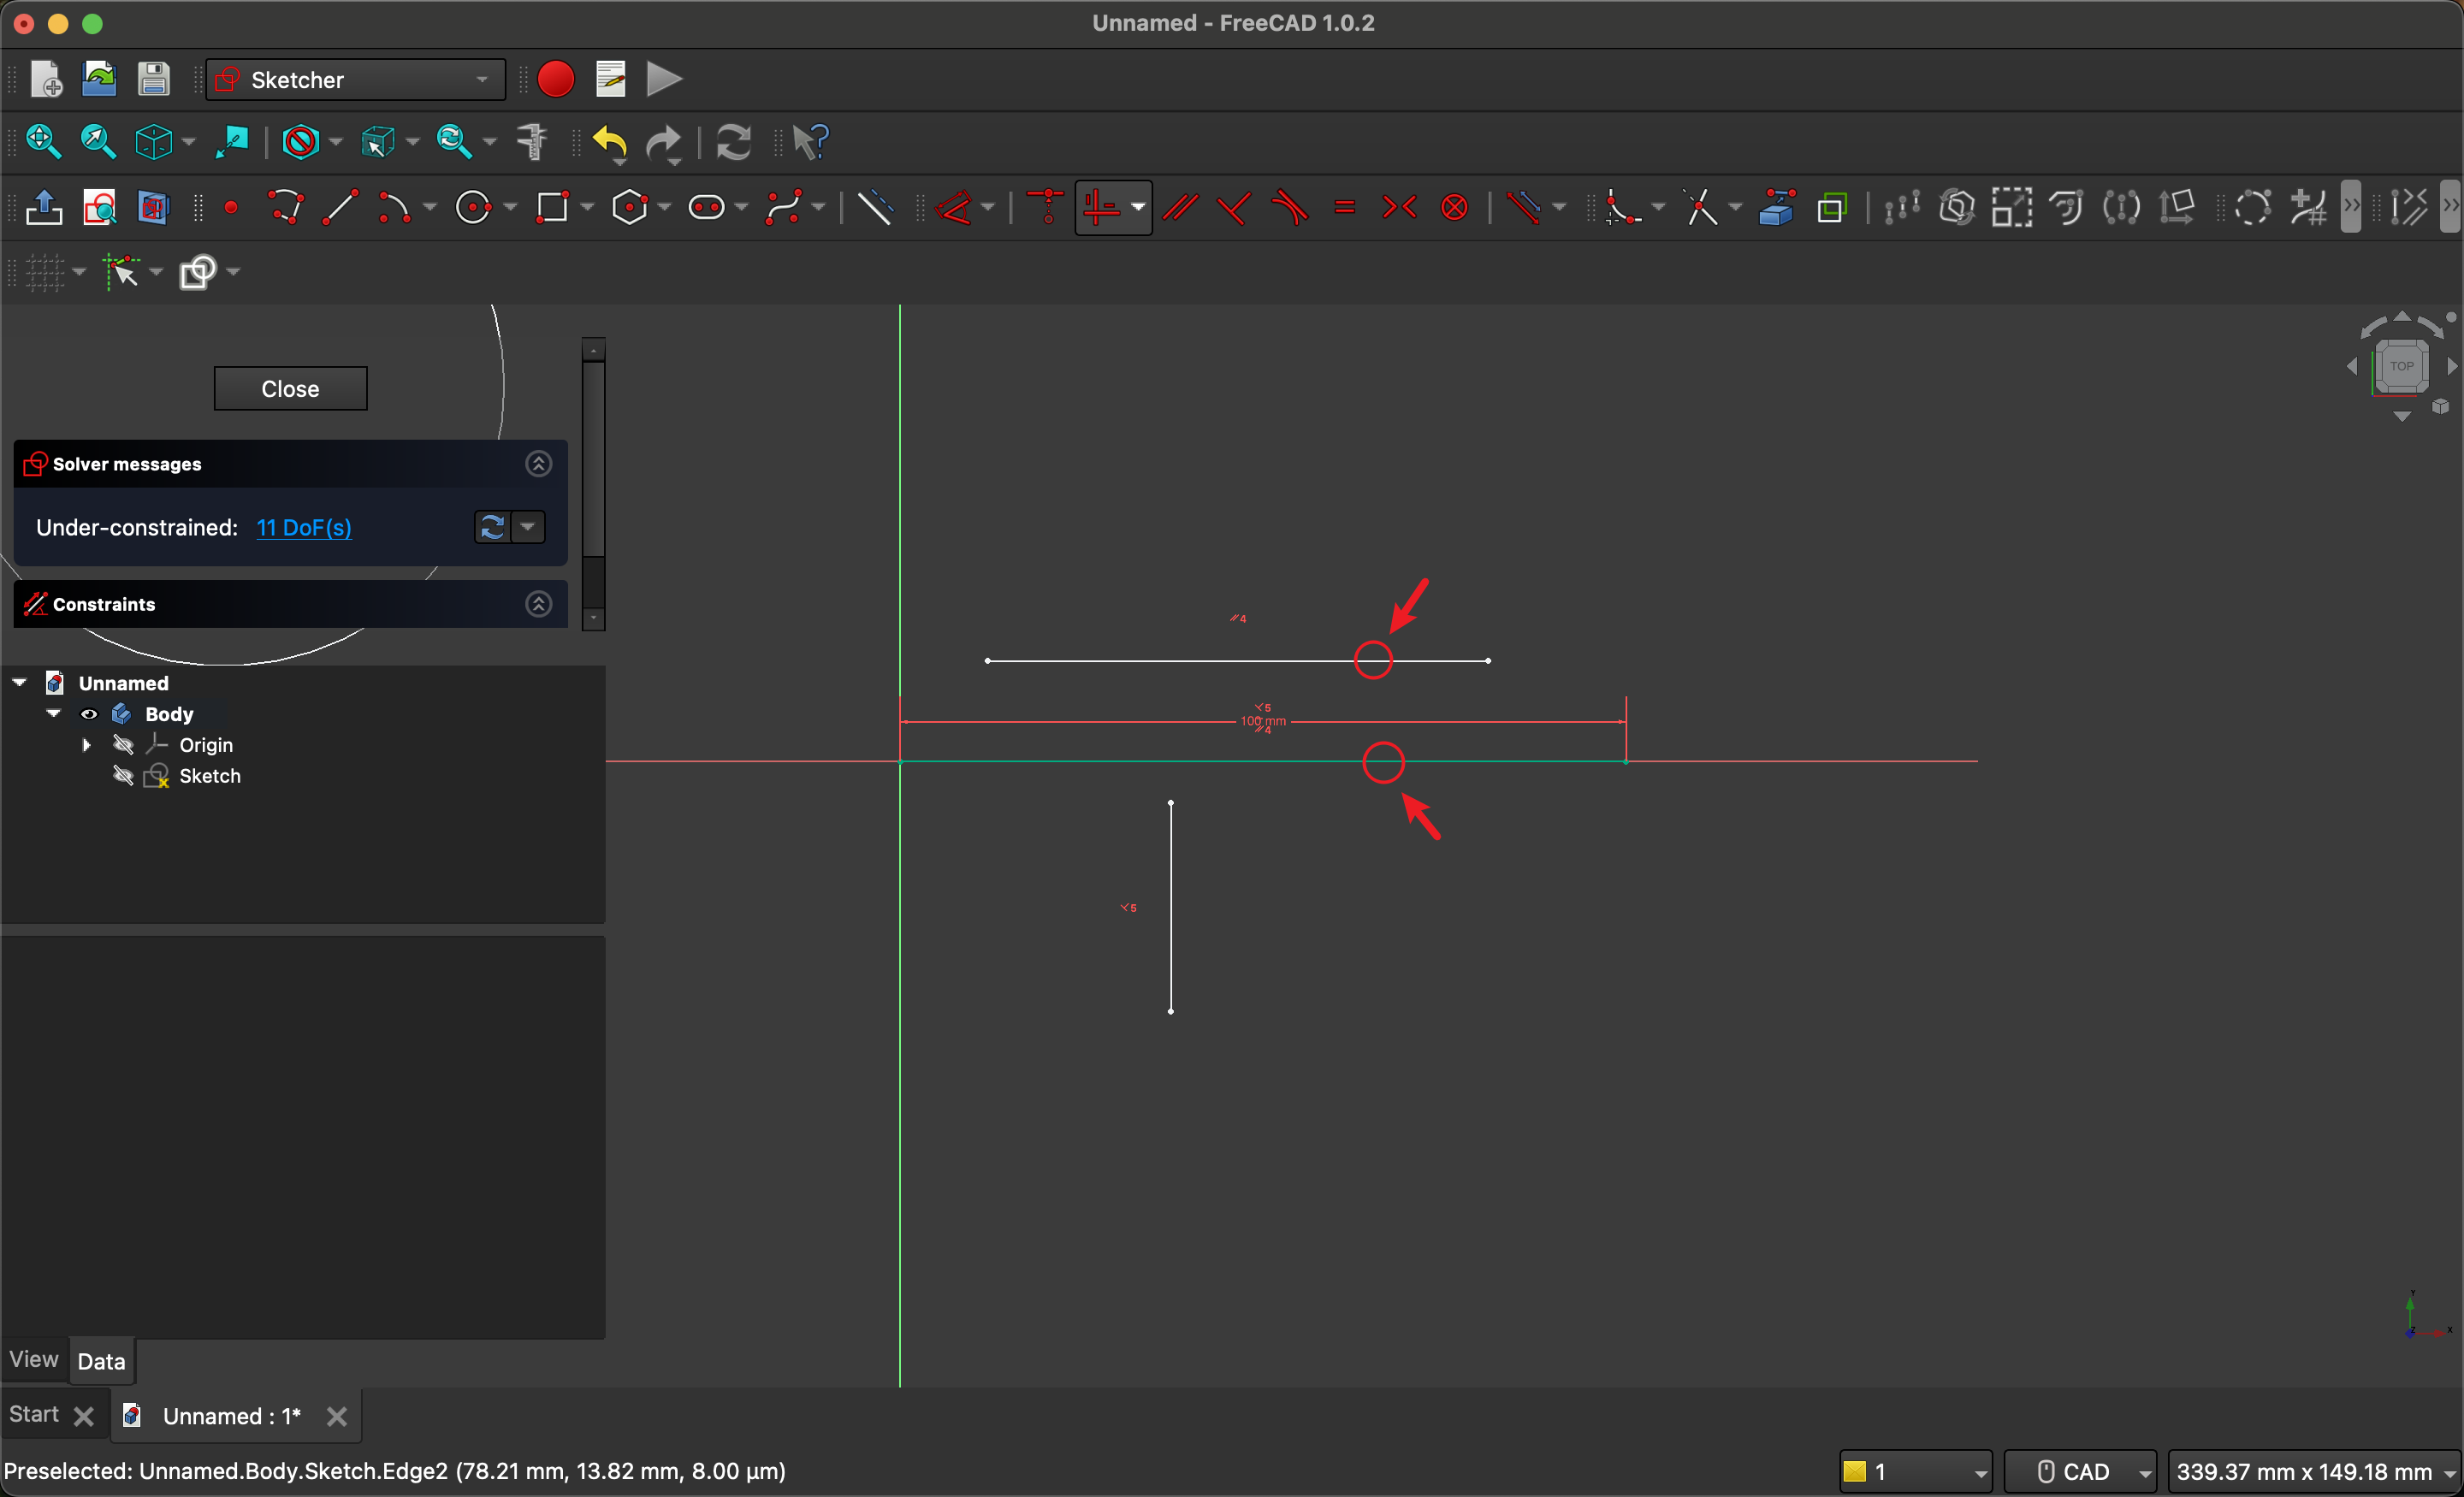 Unnamed - FreeCAD 1.0.2
Sketcher
Close
Solver messages
Under-constrained: 11 DoF(s)
Constraints
Unnamed
Body
Origin
Sketch
TOP
4
5
100 mm
4
5
Y
Z
X
View Data
Start Unnamed : 1*
Preselected: Unnamed.Body.Sketch.Edge2 (78.21 mm, 13.82 mm, 8.00 μm)
1 CAD 339.37 mm x 149.18 mm